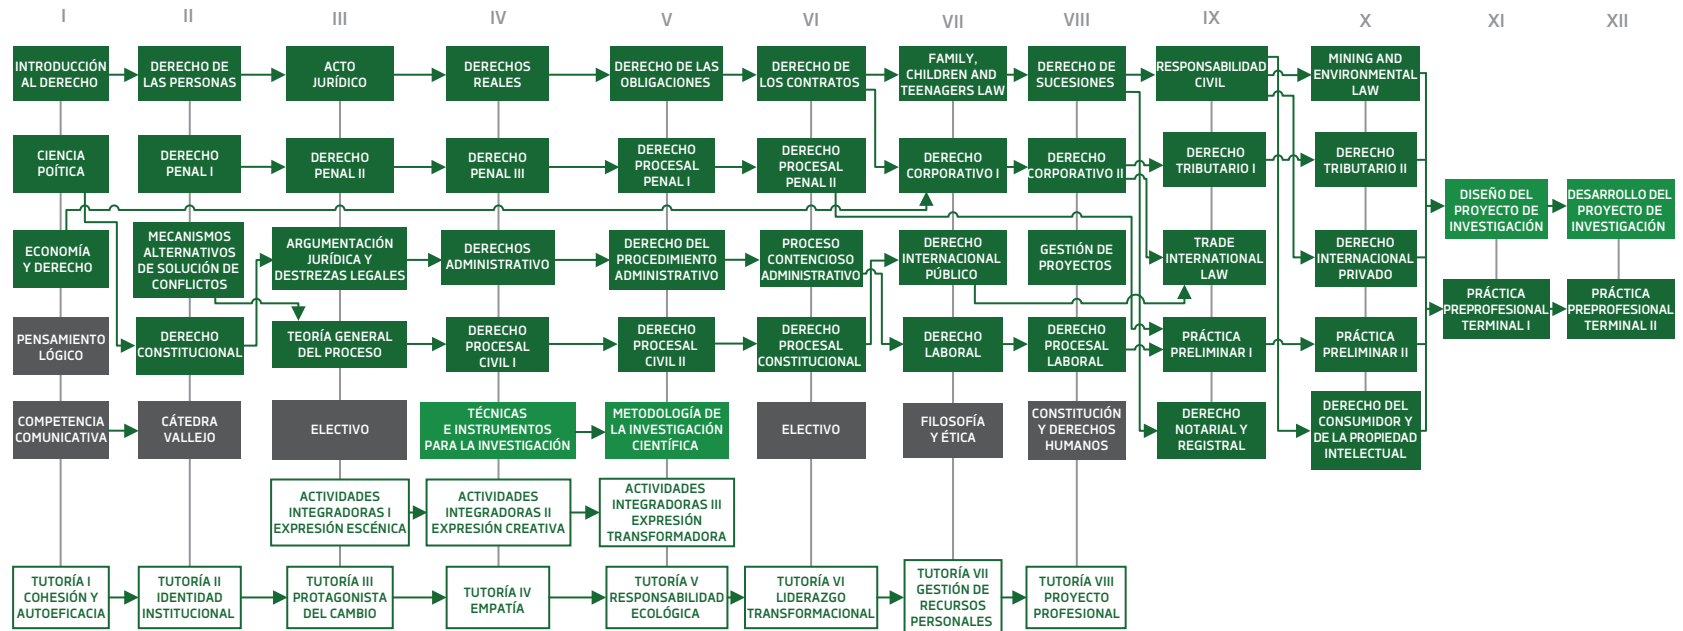 I
II
III
IV
V
VI
VII
VIII
IX
X
XI
XII
INTRODUCCIÓN
AL DERECHO
DERECHO DE
LAS PERSONAS
ACTO
JURÍDICO
DERECHOS
REALES
DERECHO DE LAS
OBLIGACIONES
DERECHO DE
LOS CONTRATOS
FAMILY,
CHILDREN AND
TEENAGERS LAW
DERECHO DE
SUCESIONES
RESPONSABILIDAD
CIVIL
MINING AND
ENVIRONMENTAL
LAW
CIENCIA
POÍTICA
DERECHO
PENAL I
DERECHO
PENAL II
DERECHO
PENAL III
DERECHO
PROCESAL
PENAL I
DERECHO
PROCESAL
PENAL II
DERECHO
CORPORATIVO I
DERECHO
CORPORATIVO II
DERECHO
TRIBUTARIO I
DERECHO
TRIBUTARIO II
DISEÑO DEL
PROYECTO DE
INVESTIGACIÓN
DESARROLLO DEL
PROYECTO DE
INVESTIGACIÓN
ECONOMÍA
Y DERECHO
MECANISMOS
ALTERNATIVOS
DE SOLUCIÓN DE
CONFLICTOS
ARGUMENTACIÓN
JURÍDICA Y
DESTREZAS LEGALES
DERECHOS
ADMINISTRATIVO
DERECHO DEL
PROCEDIMIENTO
ADMINISTRATIVO
PROCESO
CONTENCIOSO
ADMINISTRATIVO
DERECHO
INTERNACIONAL
PÚBLICO
GESTIÓN DE
PROYECTOS
TRADE
INTERNATIONAL
LAW
DERECHO
INTERNACIONAL
PRIVADO
PRÁCTICA
PREPROFESIONAL
TERMINAL I
PRÁCTICA
PREPROFESIONAL
TERMINAL II
PENSAMIENTO
LÓGICO
DERECHO
CONSTITUCIONAL
TEORÍA GENERAL
DEL PROCESO
DERECHO
PROCESAL
CIVIL I
DERECHO
PROCESAL
CIVIL II
DERECHO
PROCESAL
CONSTITUCIONAL
DERECHO
LABORAL
DERECHO
PROCESAL
LABORAL
PRÁCTICA
PRELIMINAR I
PRÁCTICA
PRELIMINAR II
COMPETENCIA
COMUNICATIVA
CÁTEDRA
VALLEJO
ELECTIVO
TÉCNICAS
E INSTRUMENTOS
PARA LA INVESTIGACIÓN
METODOLOGÍA DE
LA INVESTIGACIÓN
CIENTÍFICA
ELECTIVO
FILOSOFÍA
Y ÉTICA
CONSTITUCIÓN
Y DERECHOS
HUMANOS
DERECHO
NOTARIAL Y
REGISTRAL
DERECHO DEL
CONSUMIDOR Y
DE LA PROPIEDAD
INTELECTUAL
ACTIVIDADES
INTEGRADORAS I
EXPRESIÓN ESCÉNICA
ACTIVIDADES
INTEGRADORAS II
EXPRESIÓN CREATIVA
ACTIVIDADES
INTEGRADORAS III
EXPRESIÓN
TRANSFORMADORA
TUTORÍA I
COHESIÓN Y
AUTOEFICACIA
TUTORÍA II
IDENTIDAD
INSTITUCIONAL
TUTORÍA III
PROTAGONISTA
DEL CAMBIO
TUTORÍA IV
EMPATÍA
TUTORÍA V
RESPONSABILIDAD
ECOLÓGICA
TUTORÍA VI
LIDERAZGO
TRANSFORMACIONAL
TUTORÍA VII
GESTIÓN DE
RECURSOS
PERSONALES
TUTORÍA VIII
PROYECTO
PROFESIONAL